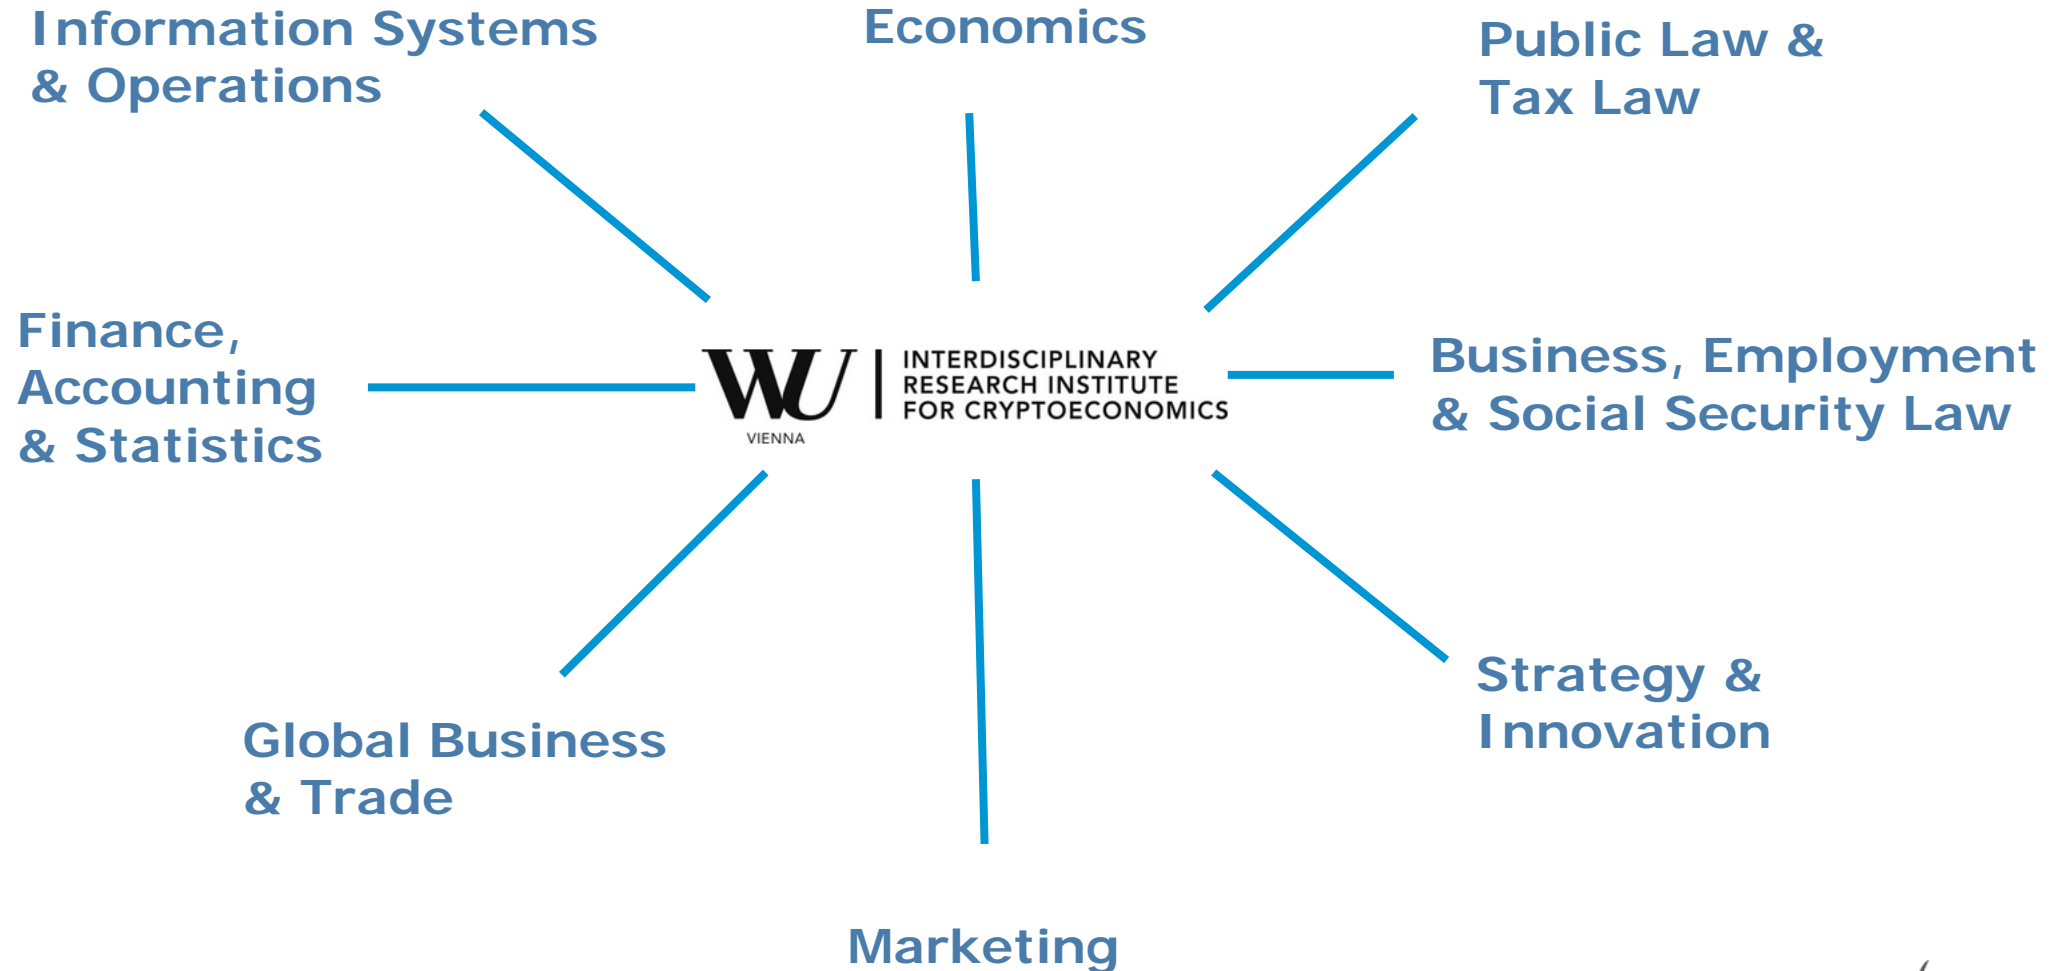 Information Systems
& Operations
Economics
Public Law &
Tax Law
Finance,
Accounting
& Statistics
WU
VIENNA
INTERDISCIPLINARY
RESEARCH INSTITUTE
FOR CRYPTOECONOMICS
Business, Employment
& Social Security Law
Global Business
& Trade
Strategy &
Innovation
Marketing